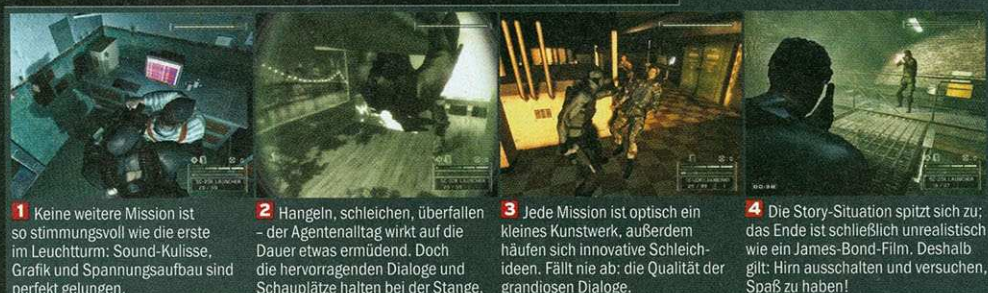 1 Keine weitere Mission ist
so stimmungsvoll wie die erste
im Leuchtturm: Sound-Kulisse,
Grafik und Spannungsaufbau sind
perfekt gelungen.
2 Hangeln, schleichen, überfallen
– der Agentenalltag wirkt auf die
Dauer etwas ermüdend. Doch
die hervorragenden Dialoge und
Schauplätze halten bei der Stange.
3 Jede Mission ist optisch ein
kleines Kunstwerk, außerdem
häufen sich innovative Schleich-
ideen. Fällt nie ab: die Qualität der
grandiosen Dialoge.
4 Die Story-Situation spitzt sich zu;
das Ende ist schließlich unrealistisch
wie ein James-Bond-Film. Deshalb
gilt: Hirn ausschalten und versuchen,
Spaß zu haben!